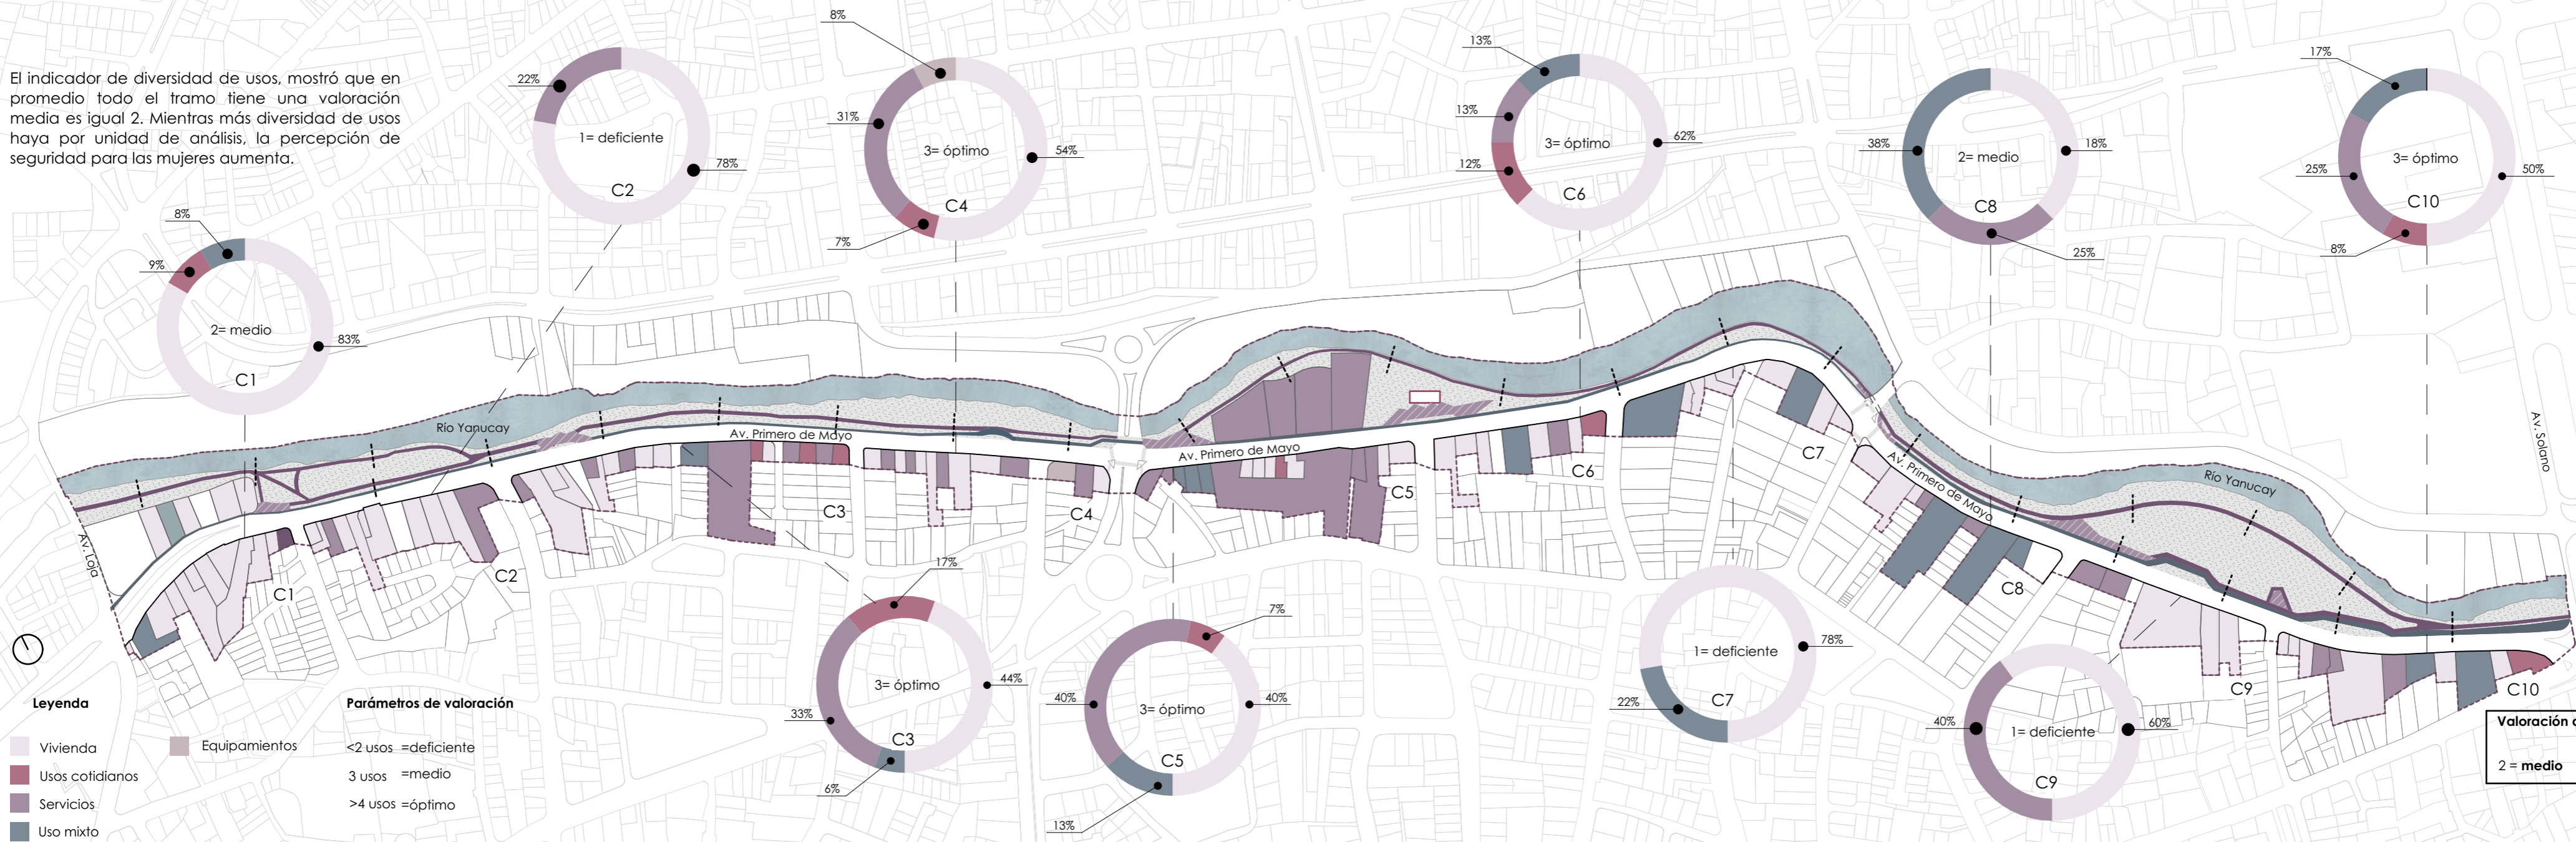 El indicador de diversidad de usos, mostró que en
promedio todo el tramo tiene una valoración
media es igual 2. Mientras más diversidad de usos
haya por unidad de análisis, la percepción de
seguridad para las mujeres aumenta.
8%
9%
2= medio
83%
C1
22%
1= deficiente
78%
C2
8%
31%
3= óptimo
54%
C4
7%
13%
13%
3= óptimo
62%
12%
C6
38%
2= medio
18%
C8
25%
17%
3= óptimo
25%
50%
C10
8%
Av. Solano
Río Yanucay
Av. Primero de Mayo
Av. Primero de Mayo
Av. Primero de Mayo
Río Yanucay
Av. Loja
C1
C2
C3
C4
C5
C6
C7
C8
C9
C10
17%
3= óptimo
44%
33%
C3
6%
7%
40%
3= óptimo
40%
C5
13%
1= deficiente
78%
22%
C7
40%
1= deficiente
60%
C9
Leyenda
Vivienda
Usos cotidianos
Servicios
Uso mixto
Equipamientos
Parámetros de valoración
<2 usos =deficiente
3 usos =medio
>4 usos =óptimo
Valoración
2 = medio